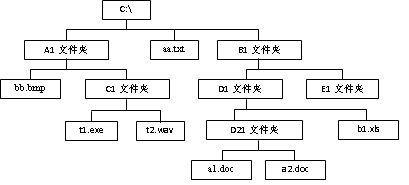 C:\
A1 文件夹
aa.txt
B1 文件夹
bb.bmp
C1 文件夹
D1 文件夹
E1 文件夹
t1.exe
t2.wav
D21 文件夹
b1.xls
a1.doc
a2.doc